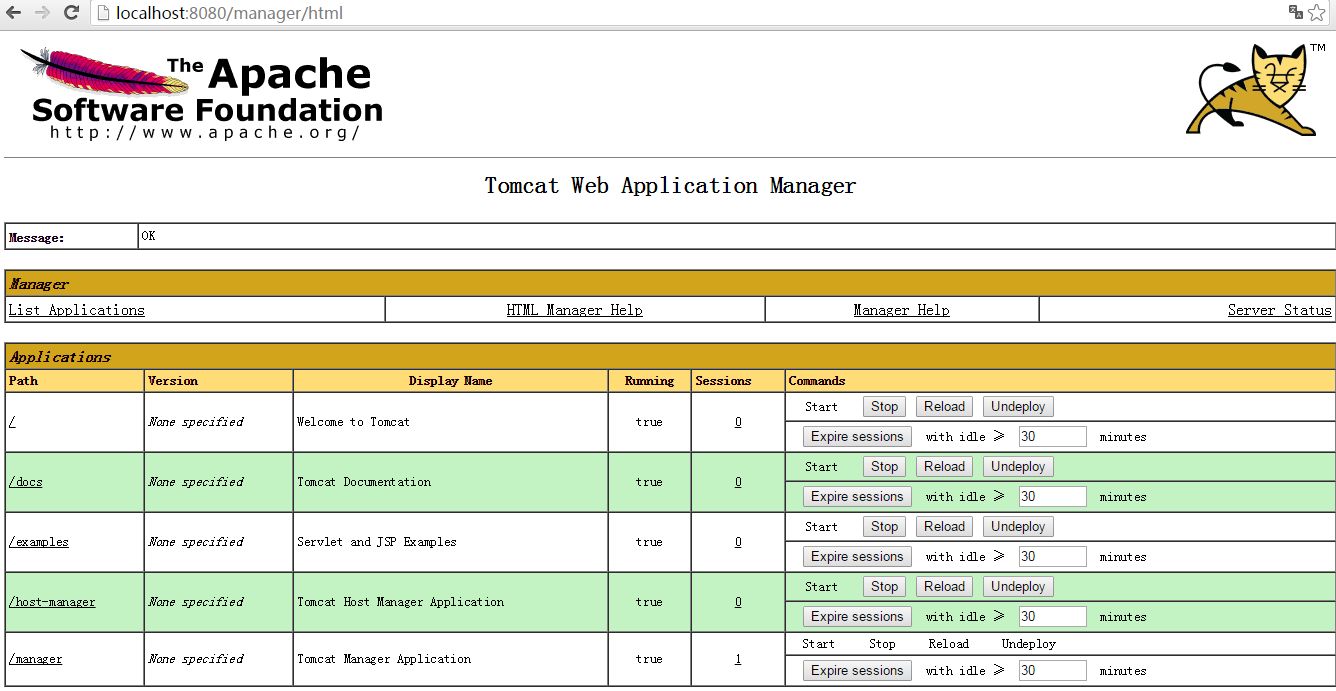 localhost:8080/manager/html
The Apache
Software Foundation
http://www.apache.org/
TM
Tomcat Web Application Manager
Message: OK
Manager
List Applications HTML Manager Help Manager Help Server Status
Applications
Path Version Display Name Running Sessions Commands
/ None specified Welcome to Tomcat true 0 Start Stop Reload Undeploy
Expire sessions with idle ≥ 30 minutes
/docs None specified Tomcat Documentation true 0 Start Stop Reload Undeploy
Expire sessions with idle ≥ 30 minutes
/examples None specified Servlet and JSP Examples true 0 Start Stop Reload Undeploy
Expire sessions with idle ≥ 30 minutes
/host-manager None specified Tomcat Host Manager Application true 0 Start Stop Reload Undeploy
Expire sessions with idle ≥ 30 minutes
/manager None specified Tomcat Manager Application true 1 Start Stop Reload Undeploy
Expire sessions with idle ≥ 30 minutes